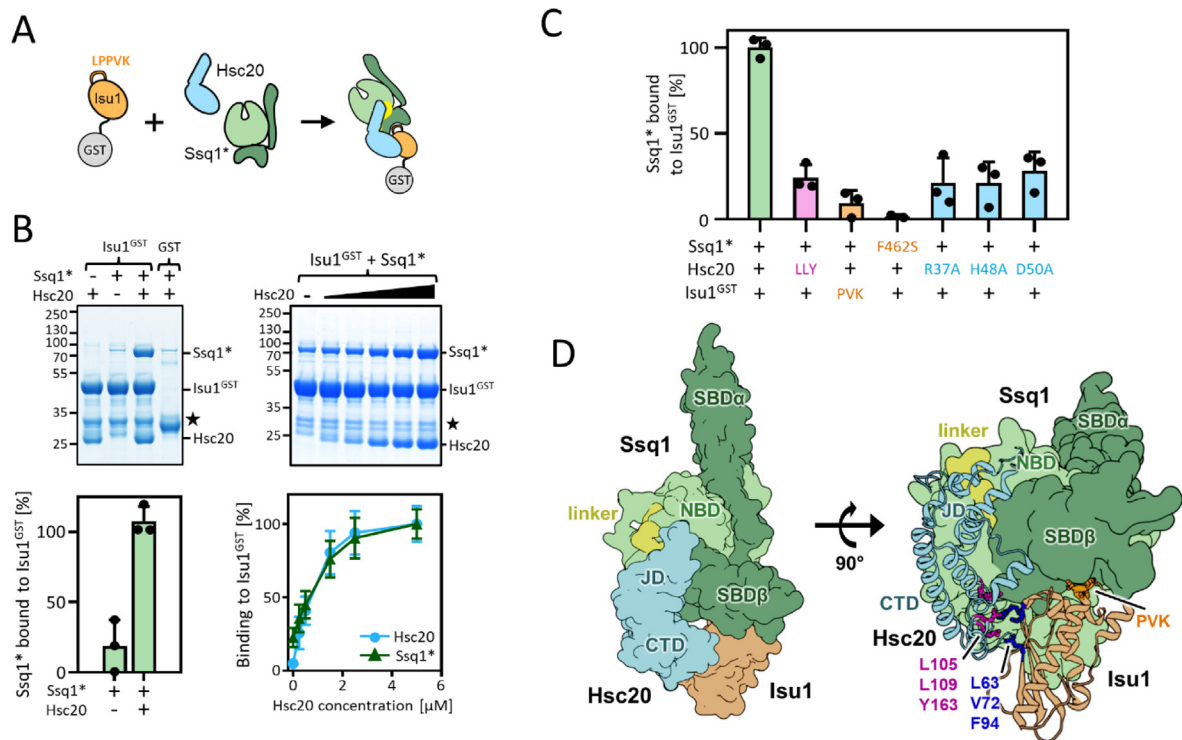 A
LPPVK
Isu1
GST
+
Hsc20
Ssq1*
GST
B
Isu1GST GST
Ssq1* - + + +
Hsc20 + - + +
250
130
100
70
55
35
25
Ssq1*
Isu1GST
★
Hsc20
Isu1GST + Ssq1*
Hsc20 -
250
130
100
70
55
35
25
Ssq1*
Isu1GST
★
Hsc20
Ssq1* bound to Isu1GST [%]
100
50
0
Ssq1* + +
Hsc20 - +
Binding to Isu1GST [%]
100
50
0
Hsc20
Ssq1*
0 2 4 6
Hsc20 concentration [μM]
C
Ssq1* bound
to Isu1GST [%]
100
50
0
Ssq1* + + + F462S + + +
Hsc20 + LLY + + R37A H48A D50A
Isu1GST + + PVK + + + +
D
SBDα
Ssq1
linker
NBD
JD
SBDβ
CTD
Hsc20
Isu1
90°
Ssq1
SBDα
linker
NBD
JD
SBDβ
CTD
PVK
Hsc20
Isu1
L105 L63
L109 V72
Y163 F94